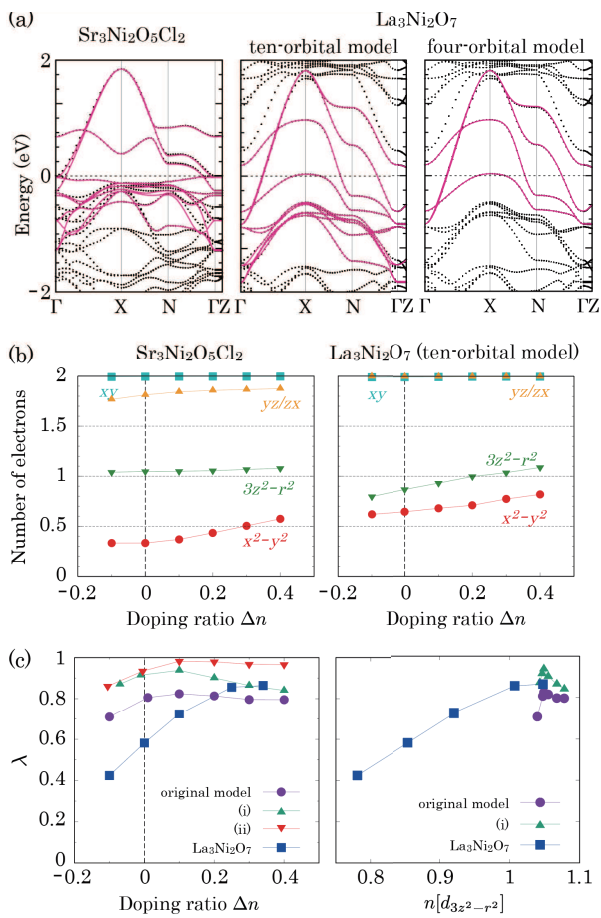 (a)
Sr3Ni2O5Cl2
La3Ni2O7
ten-orbital model
four-orbital model
Energy (eV)
2
0
−2
Γ X N ΓZ
Γ X N ΓZ
Γ X N ΓZ
(b)
Sr3Ni2O5Cl2
La3Ni2O7 (ten-orbital model)
Number of electrons
2
1.5
1
0.5
0
xy
yz/zx
3z²−r²
x²−y²
xy
yz/zx
3z²−r²
x²−y²
−0.2 0 0.2 0.4
−0.2 0 0.2 0.4
Doping ratio Δn
Doping ratio Δn
(c)
λ
1
0.8
0.6
0.4
0.2
0
original model
(i)
(ii)
La3Ni2O7
original model
(i)
La3Ni2O7
−0.2 0 0.2 0.4
0.8 0.9 1 1.1
Doping ratio Δn
n[d3z²−r²]